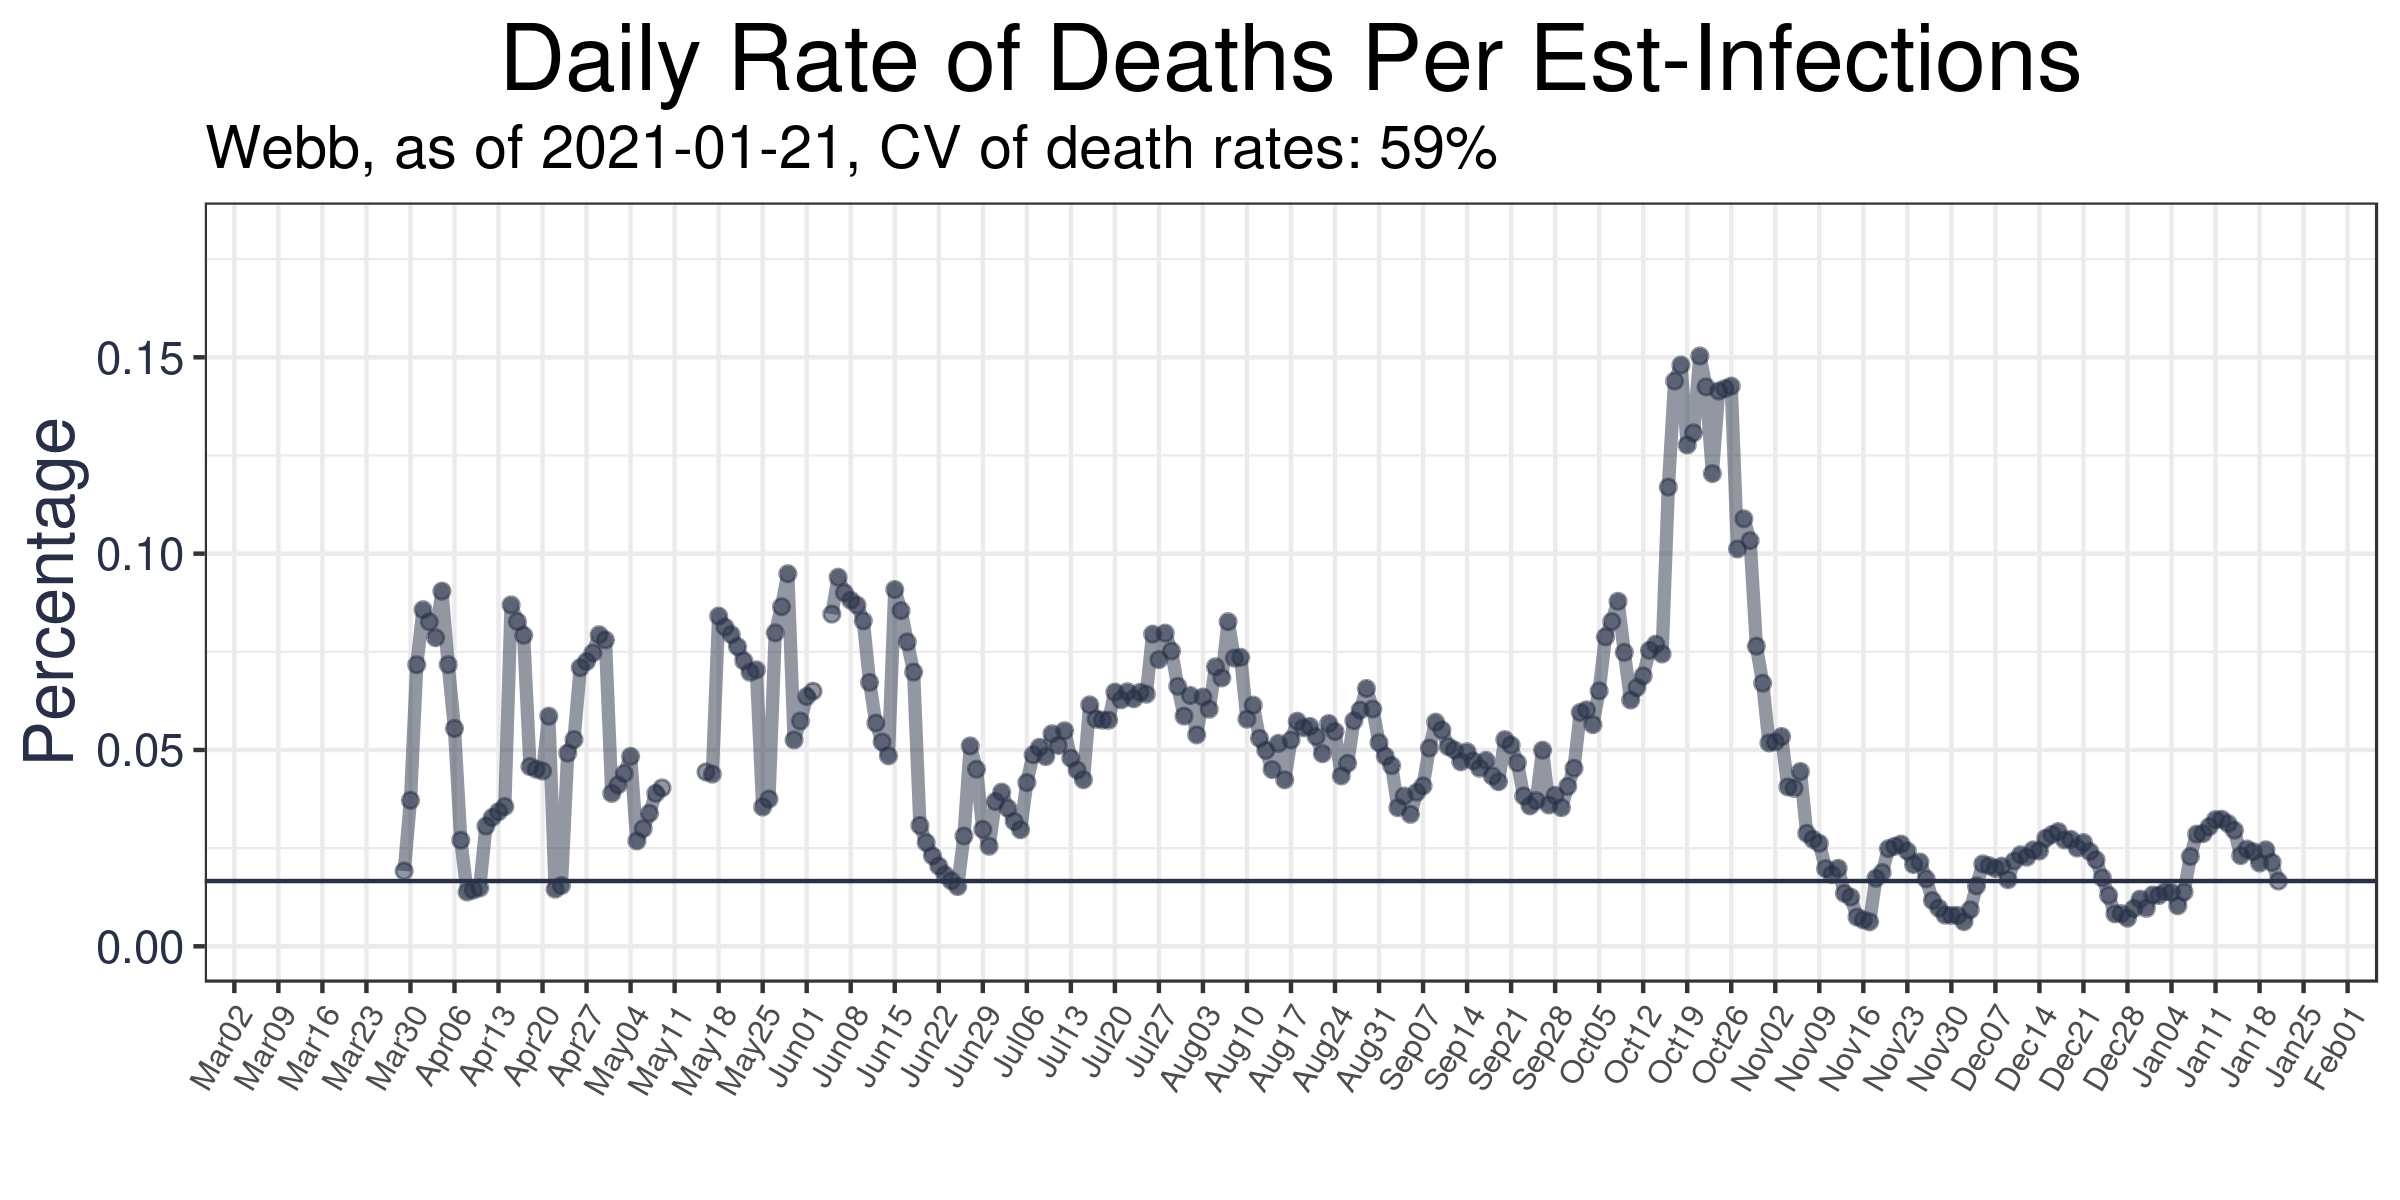 Daily Rate of Deaths Per Est-Infections
Webb, as of 2021-01-21, CV of death rates: 59%
Percentage
0.15
0.10
0.05
0.00
Mar02 Mar09 Mar16 Mar23 Mar30 Apr06 Apr13 Apr20 Apr27 May04 May11 May18 May25 Jun01 Jun08 Jun15 Jun22 Jun29 Jul06 Jul13 Jul20 Jul27 Aug03 Aug10 Aug17 Aug24 Aug31 Sep07 Sep14 Sep21 Sep28 Oct05 Oct12 Oct19 Oct26 Nov02 Nov09 Nov16 Nov23 Nov30 Dec07 Dec14 Dec21 Dec28 Jan04 Jan11 Jan18 Jan25 Feb01